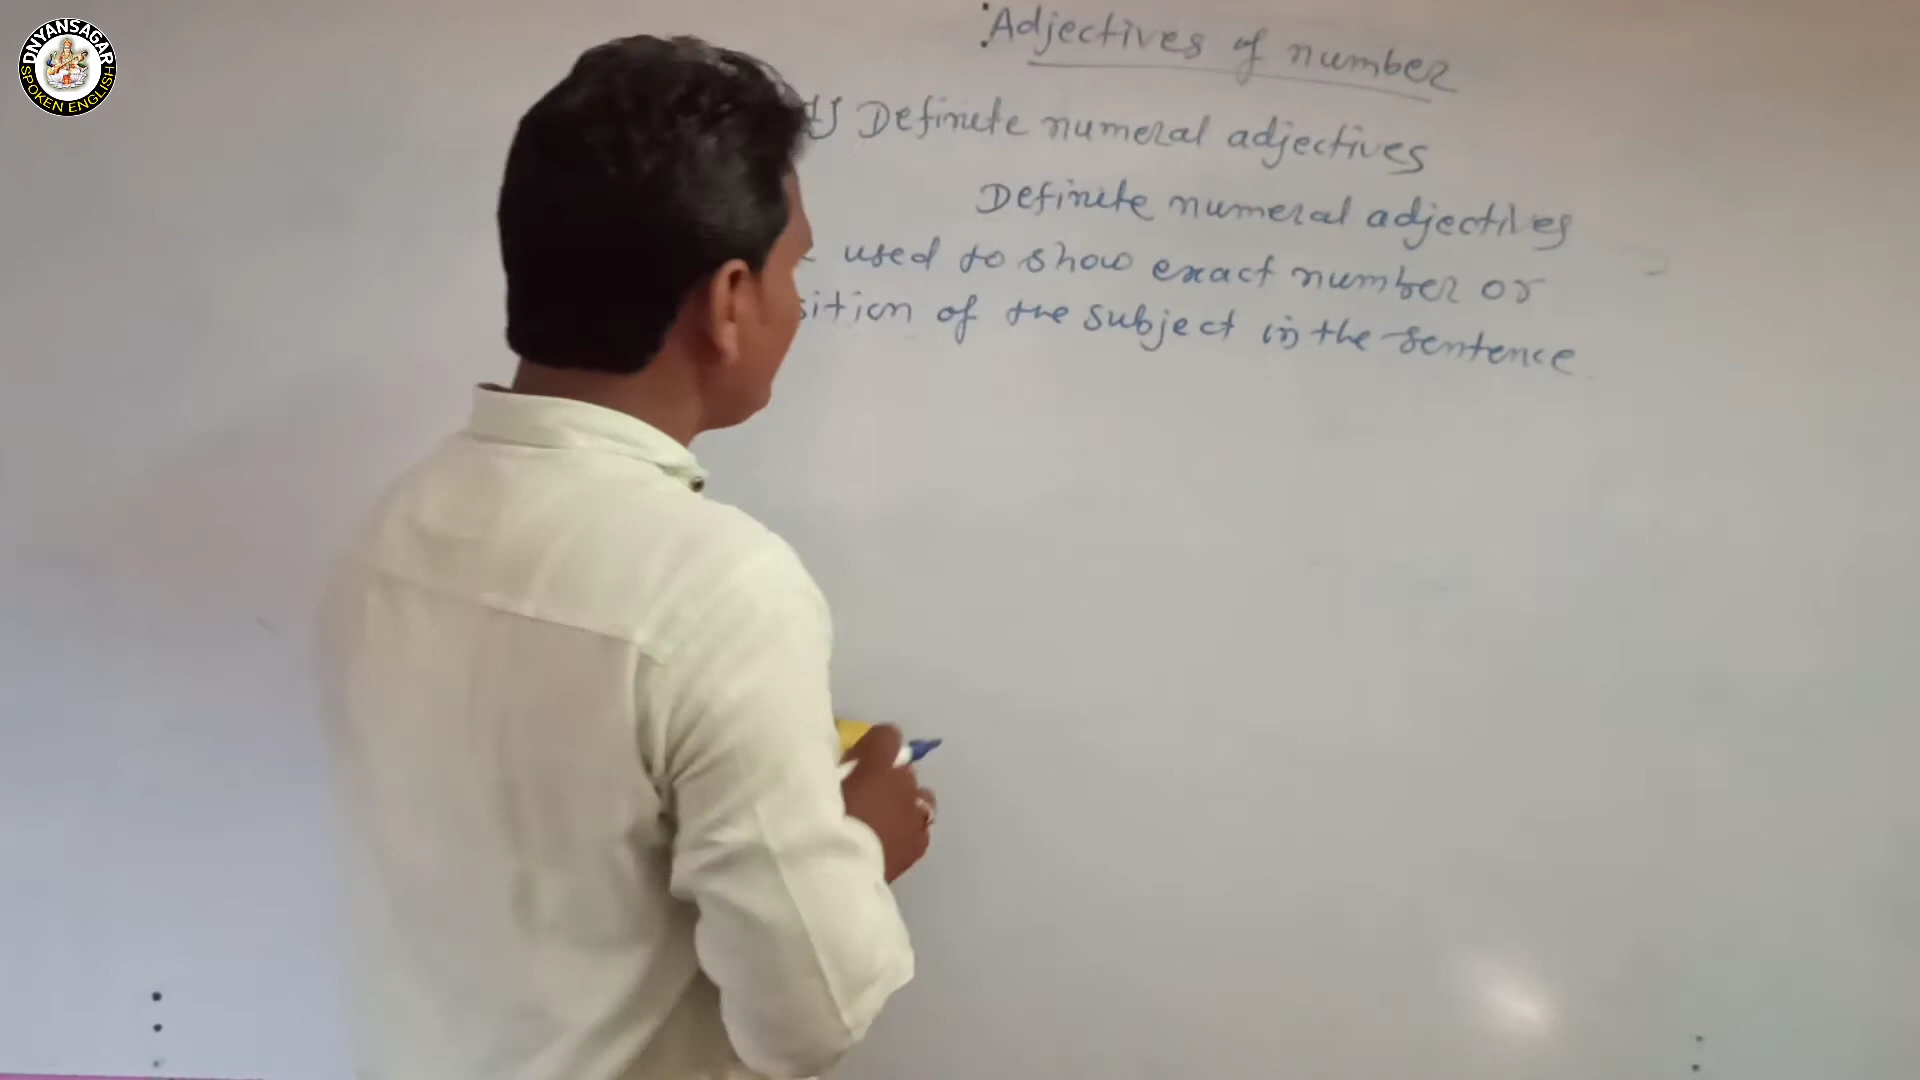 DNYANSAGAR
SPOKEN ENGLISH
Adjectives of number
Definite numeral adjectives
Definite numeral adjectives
used to show exact number or
of the subject in the sentence